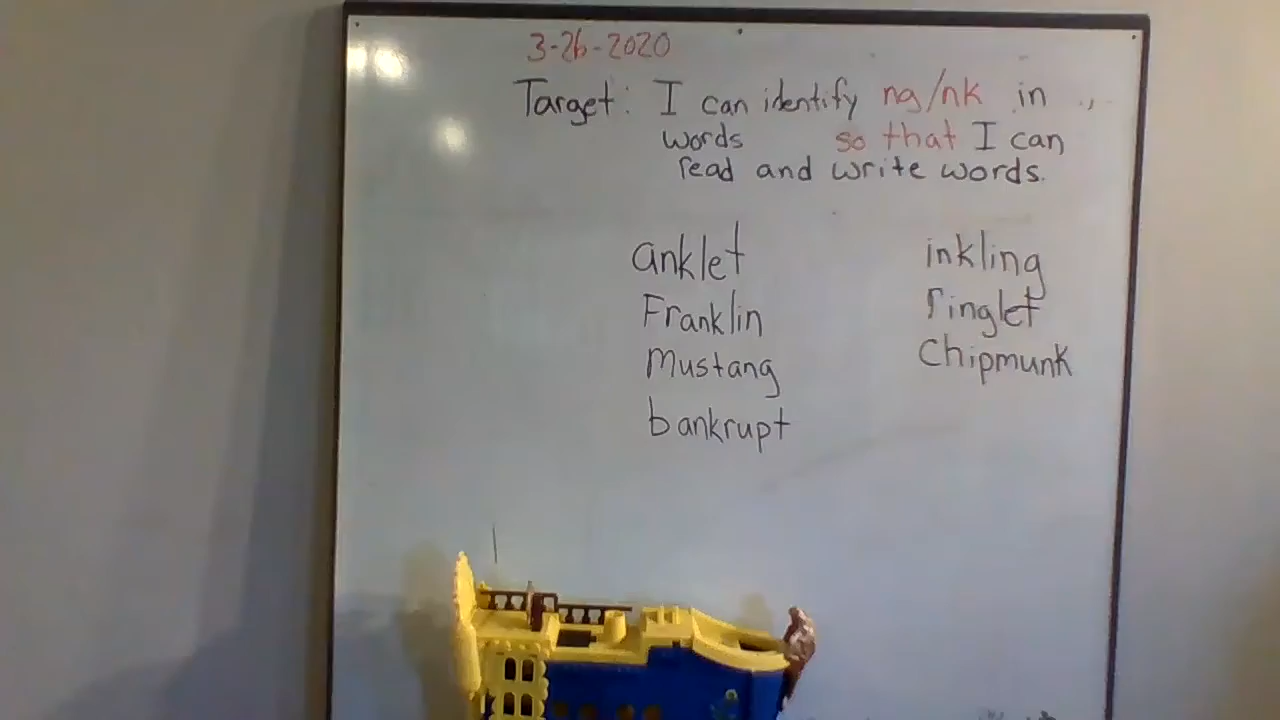 3-26-2020
Target: I can identify ng/nk in
words so that I can
read and write words.
anklet
Franklin
Mustang
bankrupt
inkling
ringlet
Chipmunk